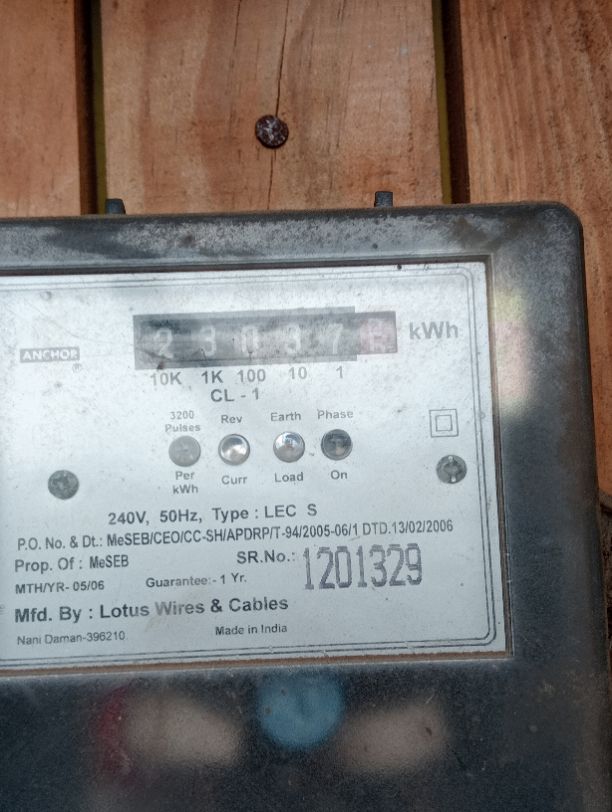 2 3 0 3 7
kWh
ANCHOR
®
10K 1K 100 10 1
CL - 1
3200 Pulses Rev Earth Phase
Per kWh Curr Load On
240V, 50Hz, Type : LEC S
P.O. No. & Dt.: MeSEB/CEO/CC-SH/APDRP/T-94/2005-06/1 DTD.13/02/2006
Prop. Of : MeSEB SR.No.: 1201329
MTH/YR- 05/06 Guarantee:- 1 Yr.
Mfd. By : Lotus Wires & Cables
Nani Daman-396210 Made in India